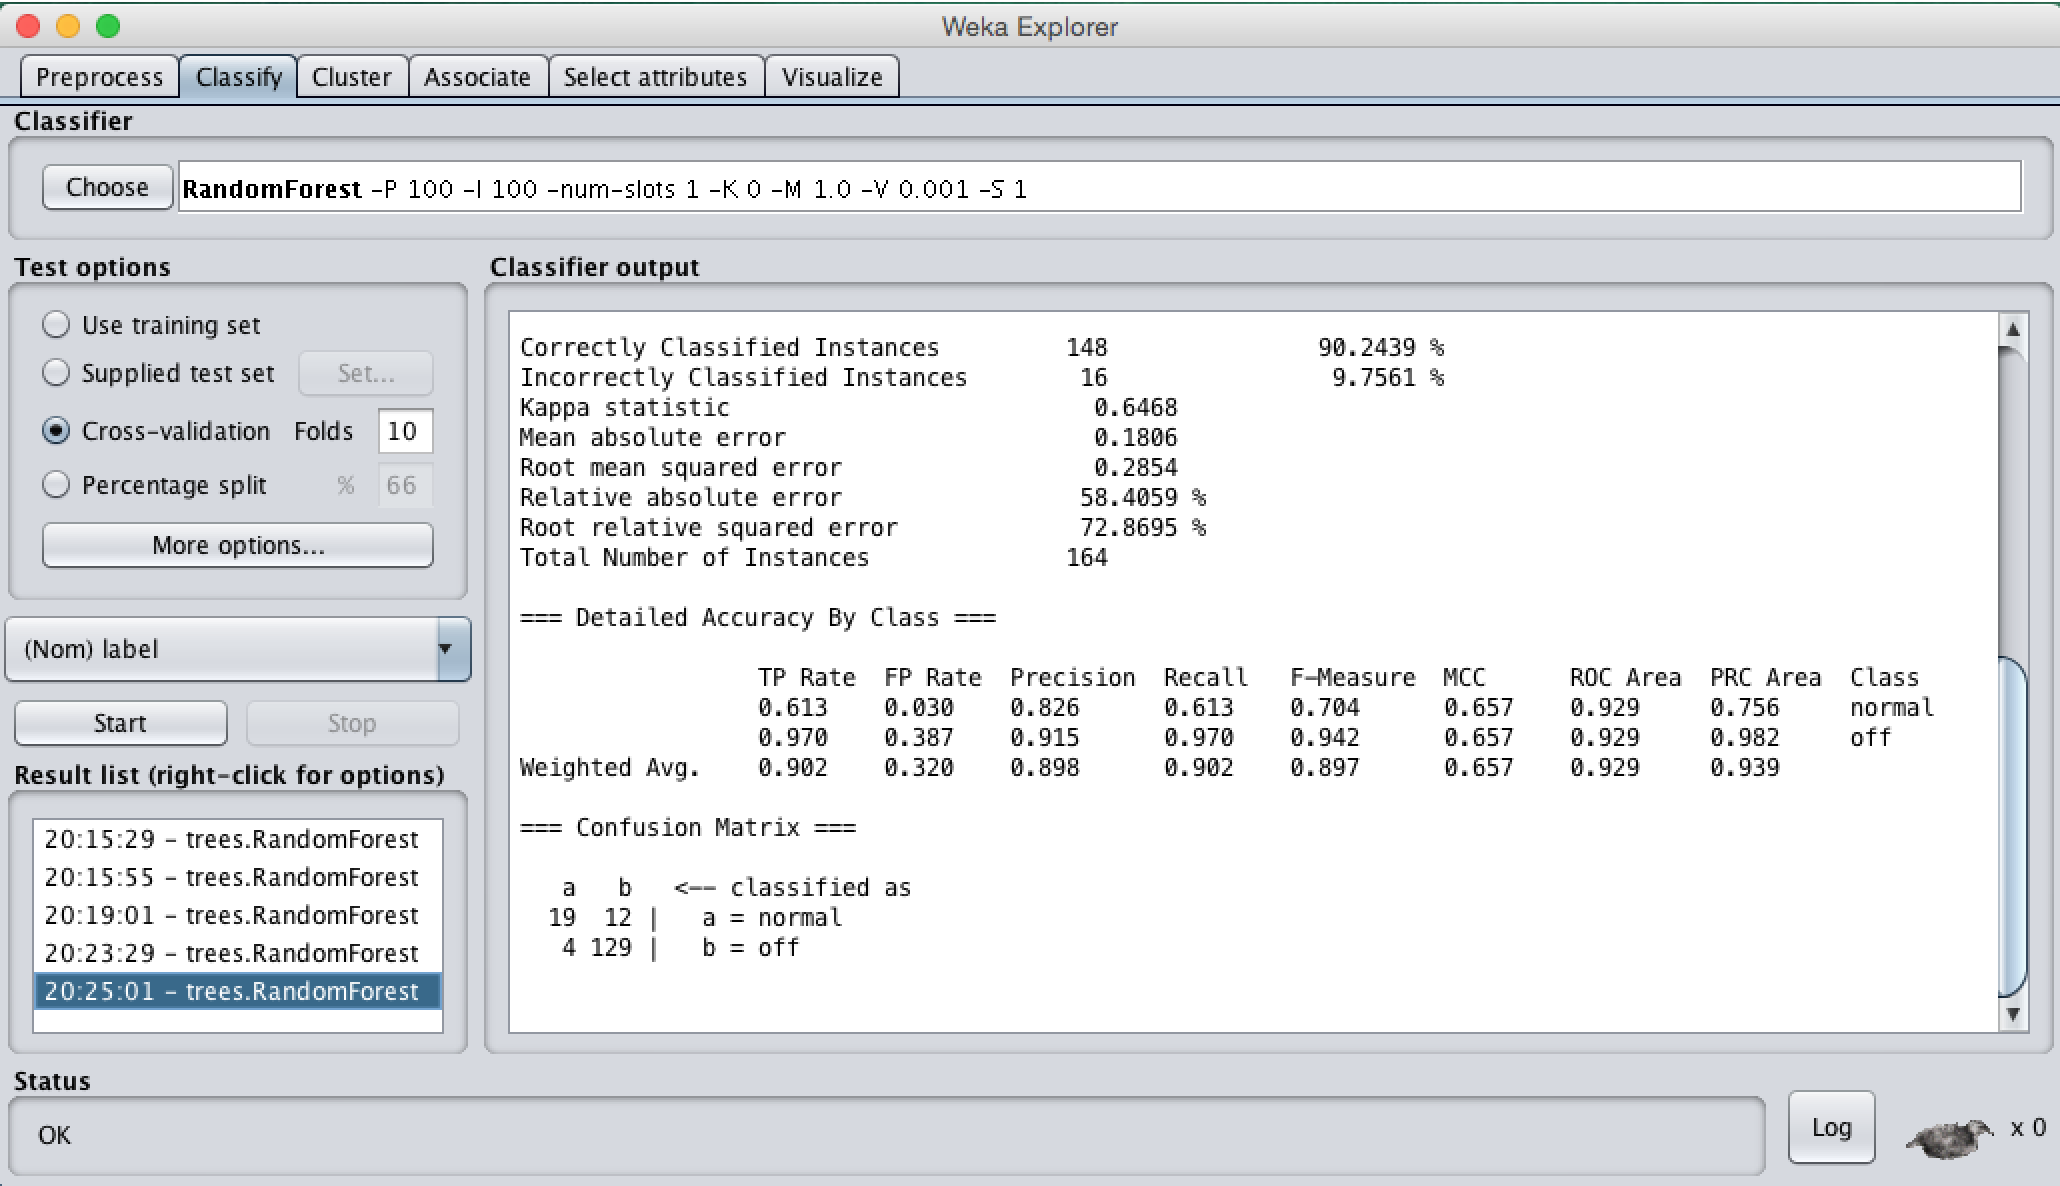 Weka Explorer
Preprocess Classify Cluster Associate Select attributes Visualize
Classifier
Choose RandomForest -P 100 -I 100 -num-slots 1 -K 0 -M 1.0 -V 0.001 -S 1
Test options
Use training set
Supplied test set Set...
Cross-validation Folds 10
Percentage split % 66
More options...
(Nom) label
Start Stop
Result list (right-click for options)
20:15:29 - trees.RandomForest
20:15:55 - trees.RandomForest
20:19:01 - trees.RandomForest
20:23:29 - trees.RandomForest
20:25:01 - trees.RandomForest
Classifier output
Correctly Classified Instances 148 90.2439 %
Incorrectly Classified Instances 16 9.7561 %
Kappa statistic 0.6468
Mean absolute error 0.1806
Root mean squared error 0.2854
Relative absolute error 58.4059 %
Root relative squared error 72.8695 %
Total Number of Instances 164
=== Detailed Accuracy By Class ===
TP Rate FP Rate Precision Recall F-Measure MCC ROC Area PRC Area Class
0.613 0.030 0.826 0.613 0.704 0.657 0.929 0.756 normal
0.970 0.387 0.915 0.970 0.942 0.657 0.929 0.982 off
Weighted Avg. 0.902 0.320 0.898 0.902 0.897 0.657 0.929 0.939
=== Confusion Matrix ===
a b <-- classified as
19 12 | a = normal
4 129 | b = off
Status
OK
Log x 0